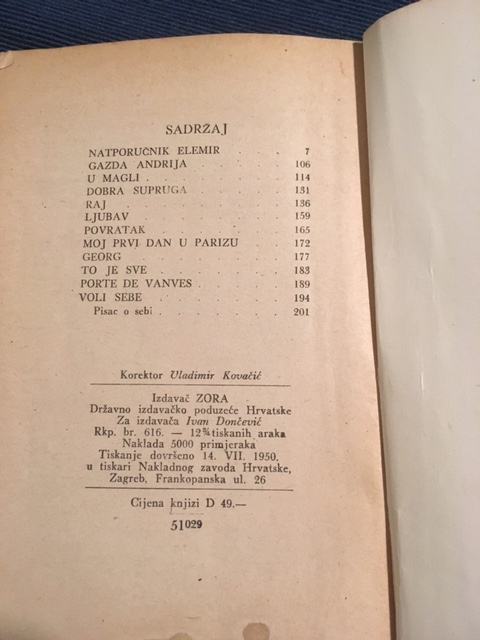 SADRŽAJ
NATPORUČNIK ELEMIR . . . 7
GAZDA ANDRIJA . . . . 106
U MAGLI . . . . . . 114
DOBRA SUPRUGA . . . . 131
RAJ . . . . . . . 136
LJUBAV . . . . . . 159
POVRATAK . . . . . 165
MOJ PRVI DAN U PARIZU . . 172
GEORG . . . . . . 177
TO JE SVE . . . . . 183
PORTE DE VANVES . . . . 189
VOLI SEBE . . . . . 194
Pisac o sebi . . . . . . 201
Korektor Vladimir Kovačić
Izdavač ZORA
Državno izdavačko poduzeće Hrvatske
Za izdavača Ivan Dončević
Rkp. br. 616. — 12¾ tiskanih araka
Naklada 5000 primjeraka
Tiskanje dovršeno 14. VII. 1950.
u tiskari Nakladnog zavoda Hrvatske,
Zagreb, Frankopanska ul. 26
Cijena knjizi D 49.—
51029